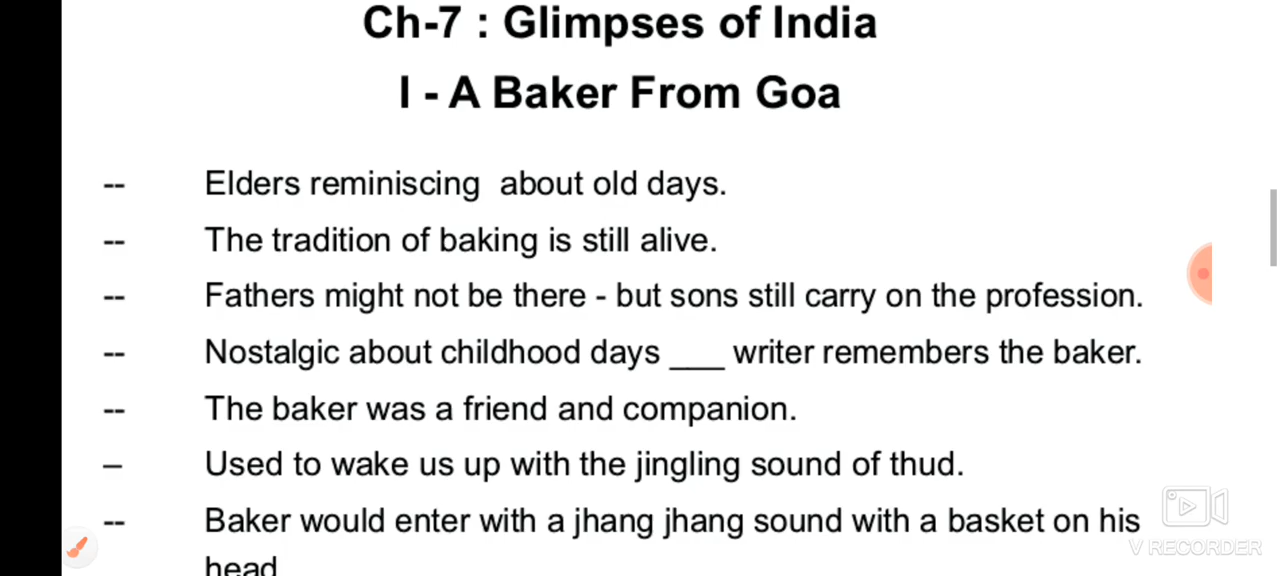 Ch-7 : Glimpses of India
I - A Baker From Goa
-- Elders reminiscing about old days.
-- The tradition of baking is still alive.
-- Fathers might not be there - but sons still carry on the profession.
-- Nostalgic about childhood days ___ writer remembers the baker.
-- The baker was a friend and companion.
– Used to wake us up with the jingling sound of thud.
-- Baker would enter with a jhang jhang sound with a basket on his
head
V RECORDER